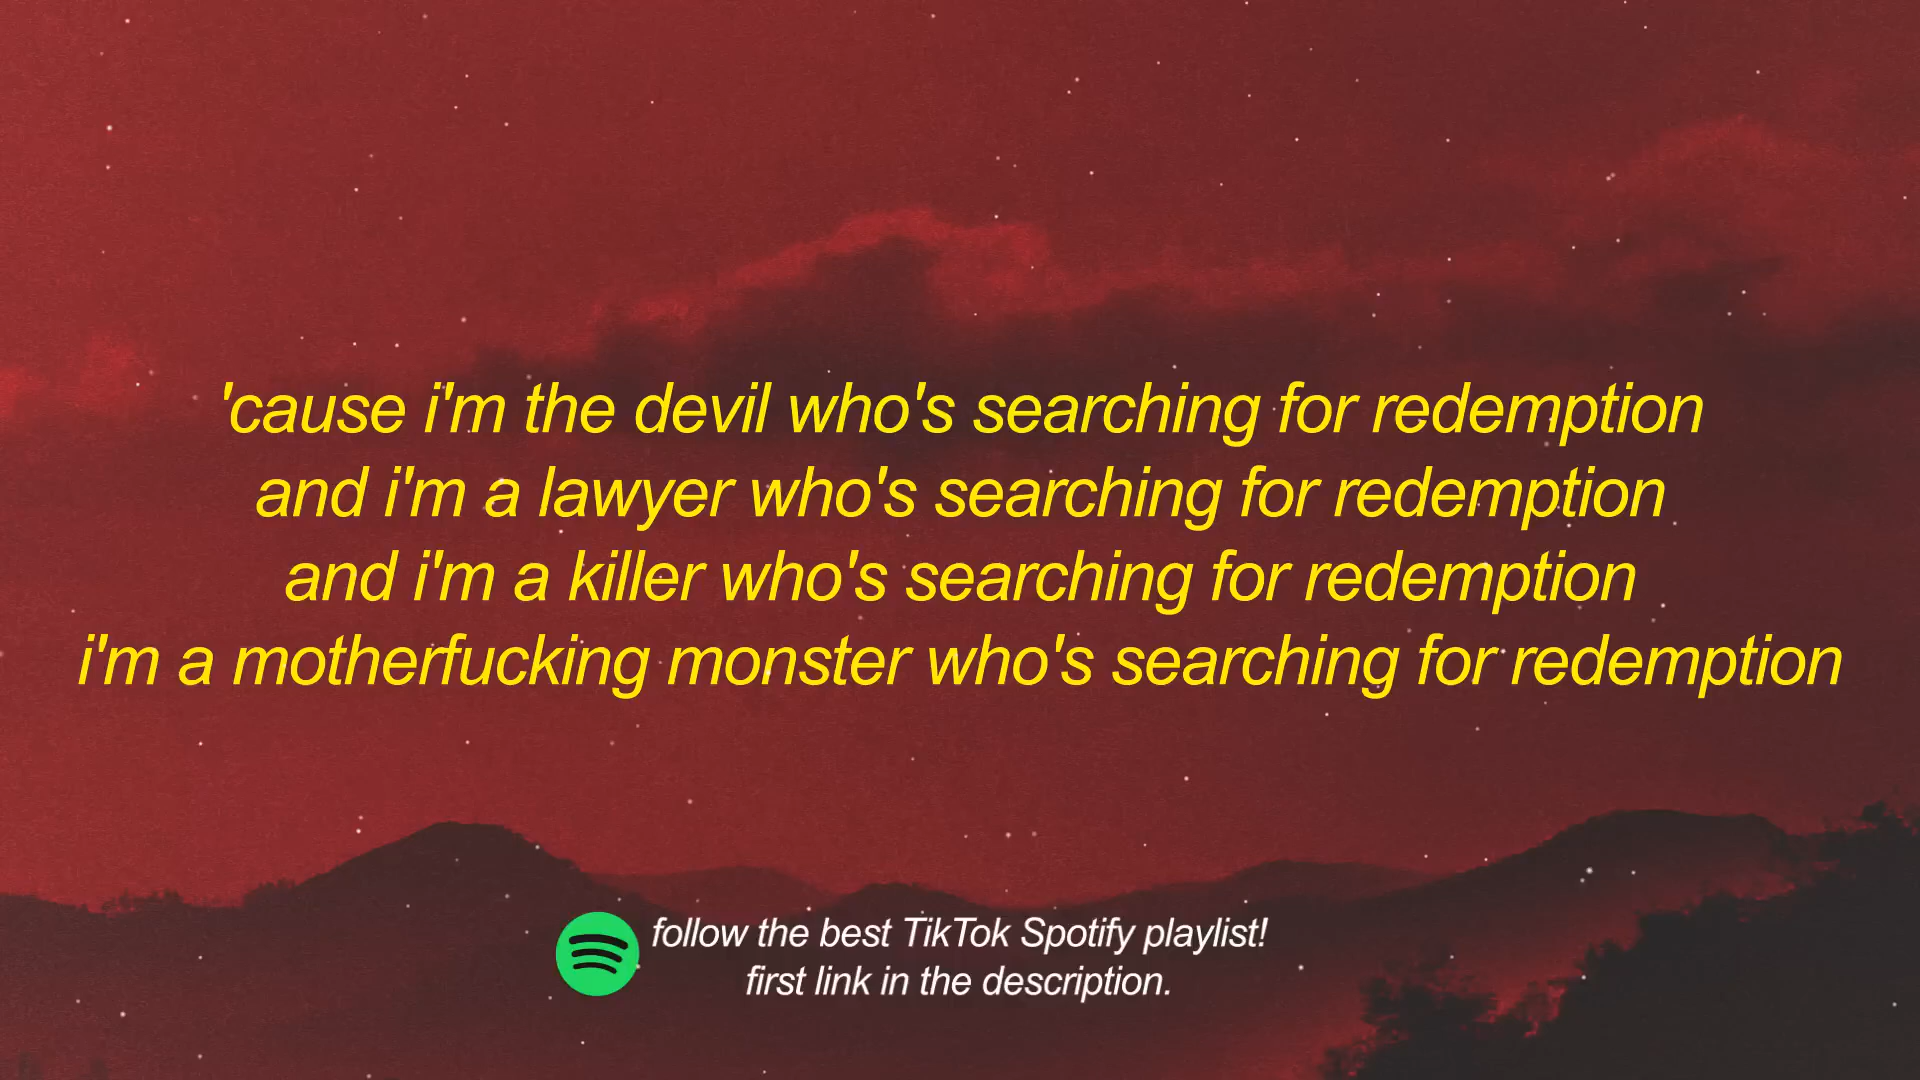 'cause i'm the devil who's searching for redemption
and i'm a lawyer who's searching for redemption
and i'm a killer who's searching for redemption
i'm a motherfucking monster who's searching for redemption
follow the best TikTok Spotify playlist!
first link in the description.